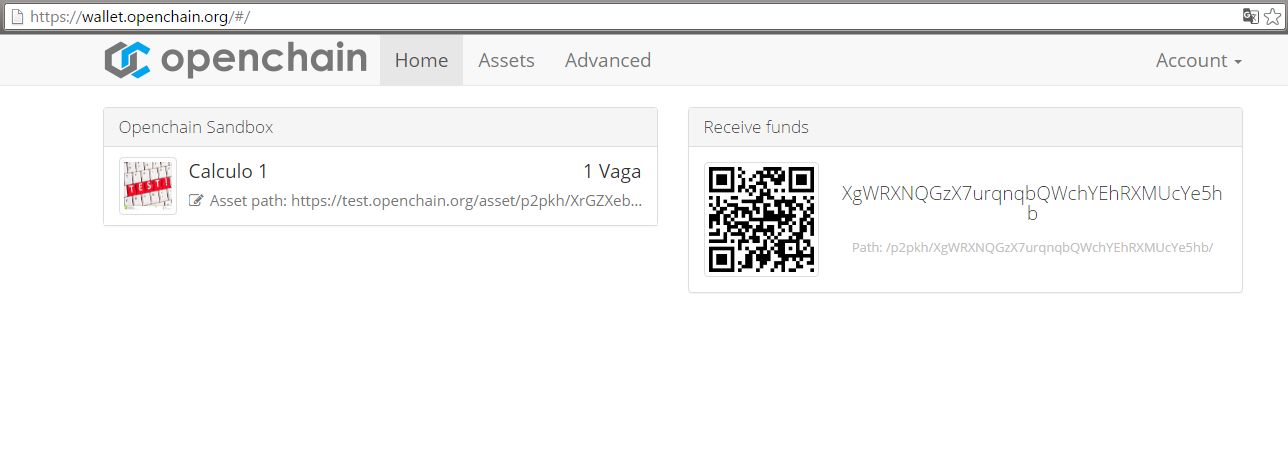 https://wallet.openchain.org/#/
openchain Home Assets Advanced Account
Openchain Sandbox
TEST!
Calculo 1 1 Vaga
Asset path: https://test.openchain.org/asset/p2pkh/XrGZXeb...
Receive funds
XgWRXNQGzX7urqnqbQWchYEhRXMUcYe5h
b
Path: /p2pkh/XgWRXNQGzX7urqnqbQWchYEhRXMUcYe5hb/